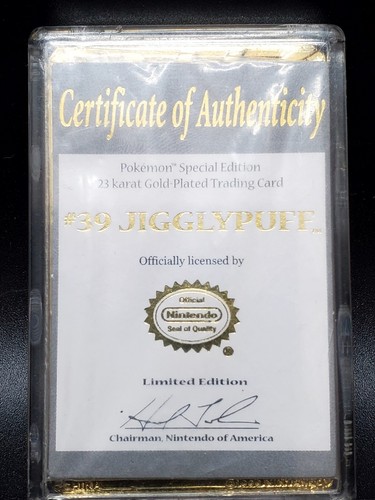 Certificate of Authenticity
Pokémon™ Special Edition
23 karat Gold-Plated Trading Card
#39 JIGGLYPUFF™
Officially licensed by
Official
Nintendo
Seal of Quality
®
Limited Edition
Chairman, Nintendo of America